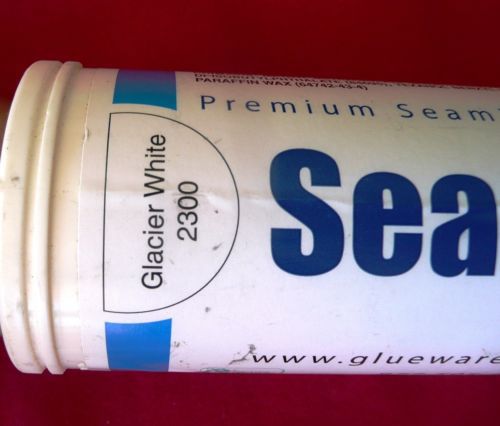 PARAFFIN WAX (64742-43-4)
Premium Seam
Glacier White
2300
Sea
www.glueware